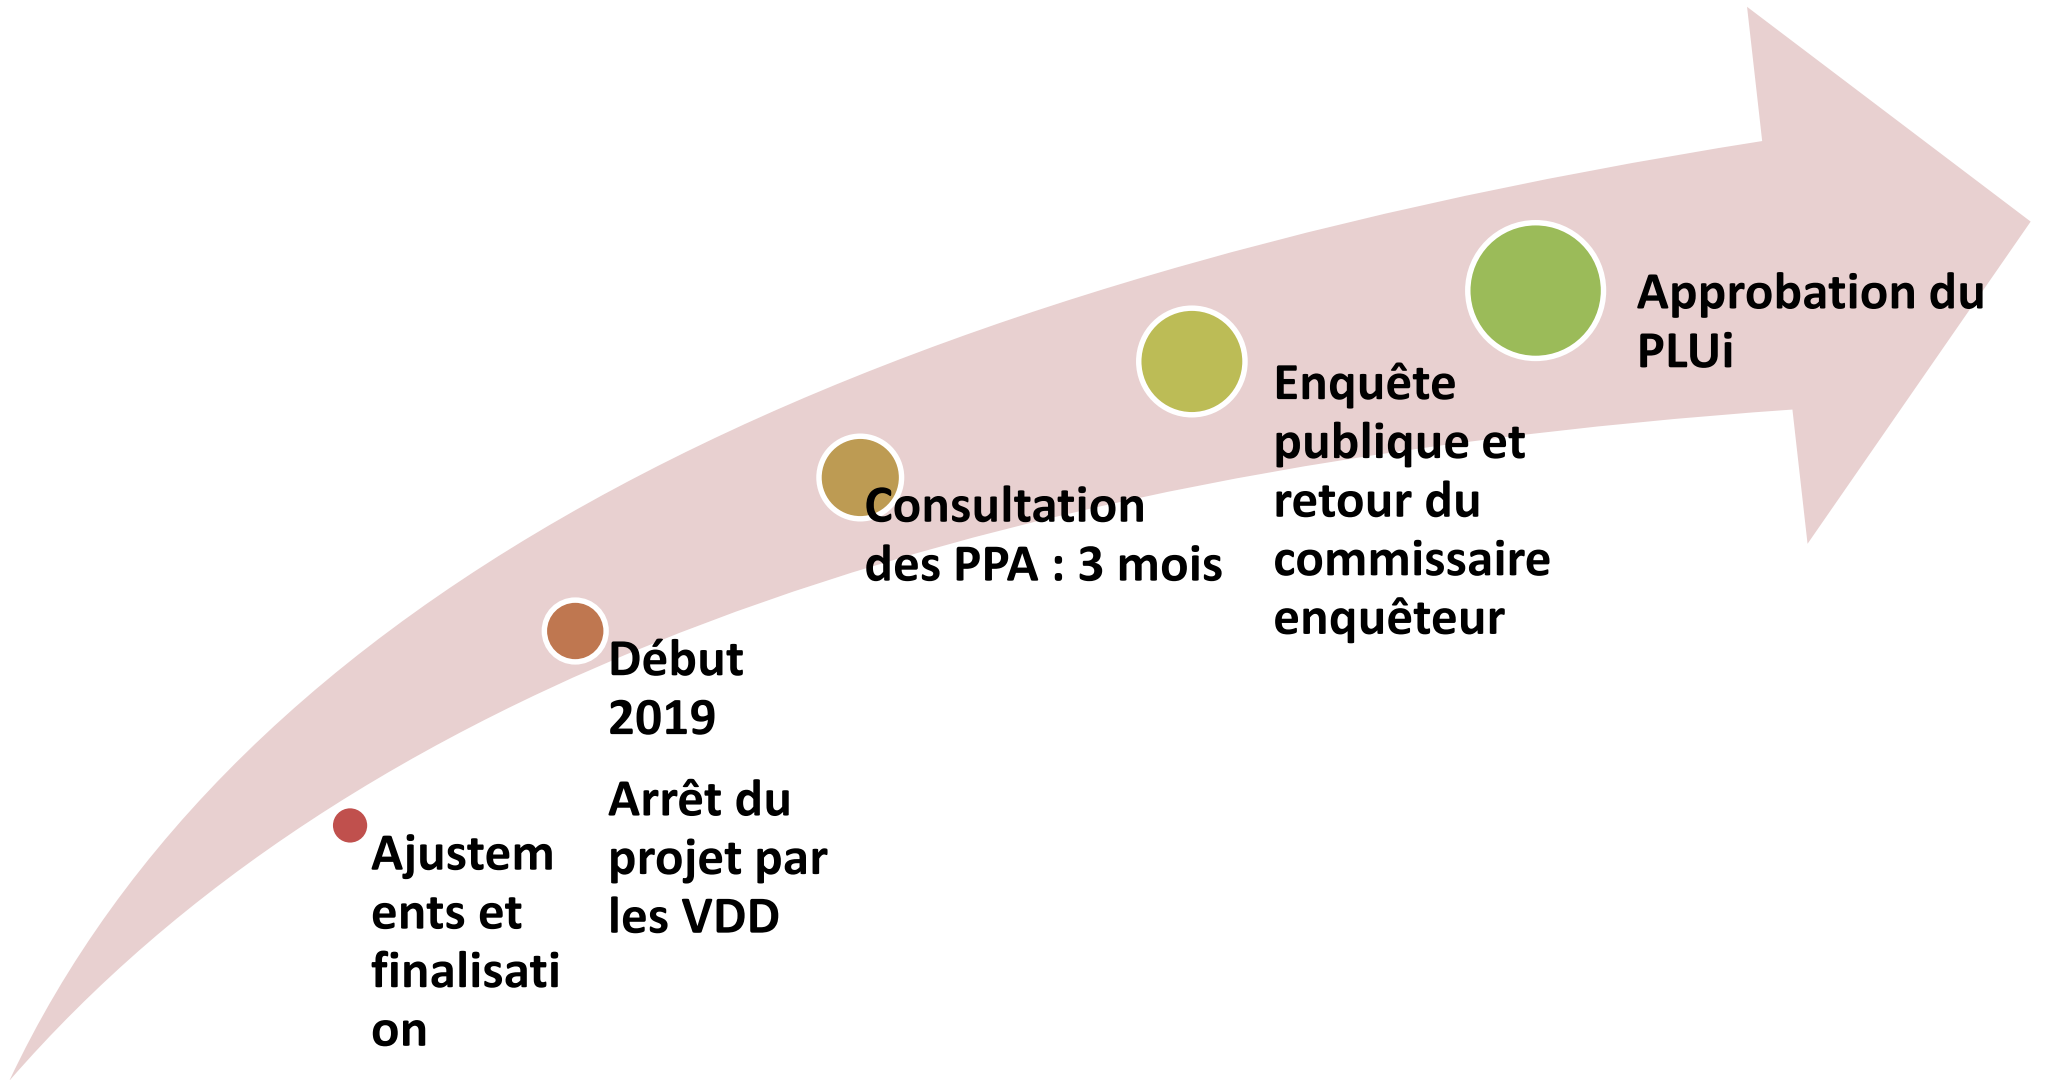 Ajustem
ents et
finalisati
on
Début
2019
Arrêt du
projet par
les VDD
Consultation
des PPA : 3 mois
Enquête
publique et
retour du
commissaire
enquêteur
Approbation du
PLUi